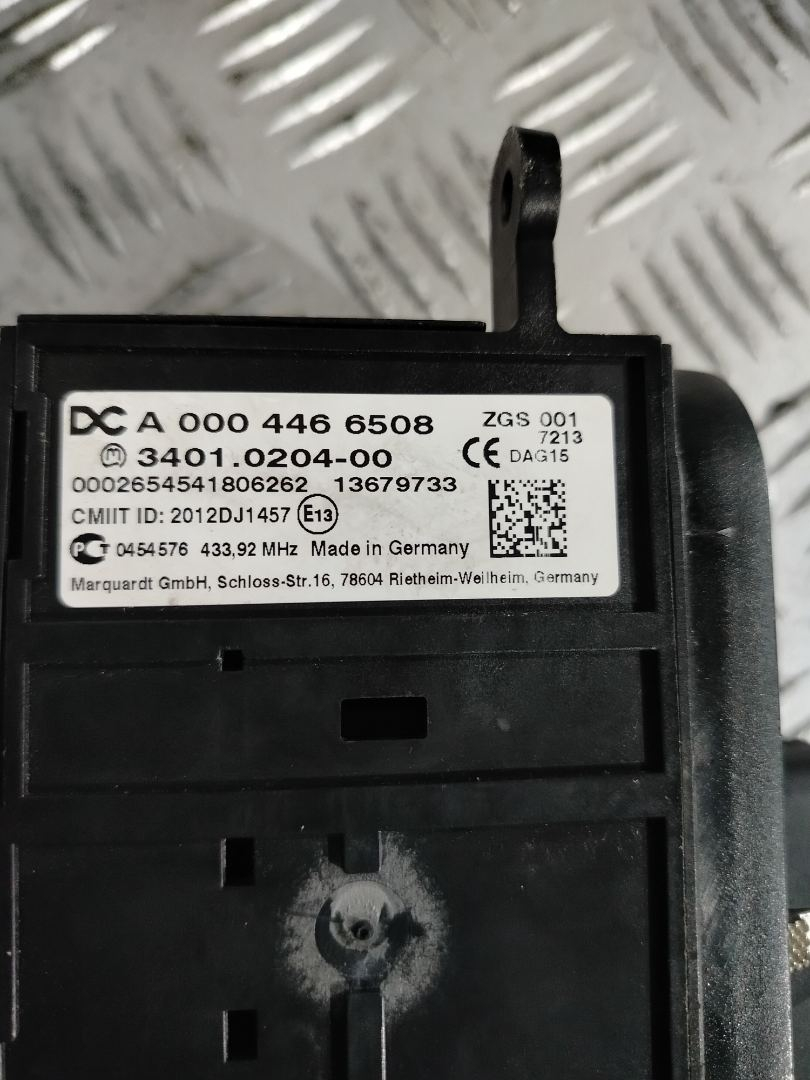 DC A 000 446 6508 ZGS 001
7213
M 3401.0204-00 CE DAG15
0002654541806262 13679733
CMIIT ID: 2012DJ1457 E13
PCT 0454576 433,92 MHz Made in Germany
Marquardt GmbH, Schloss-Str.16, 78604 Rietheim-Weilheim, Germany